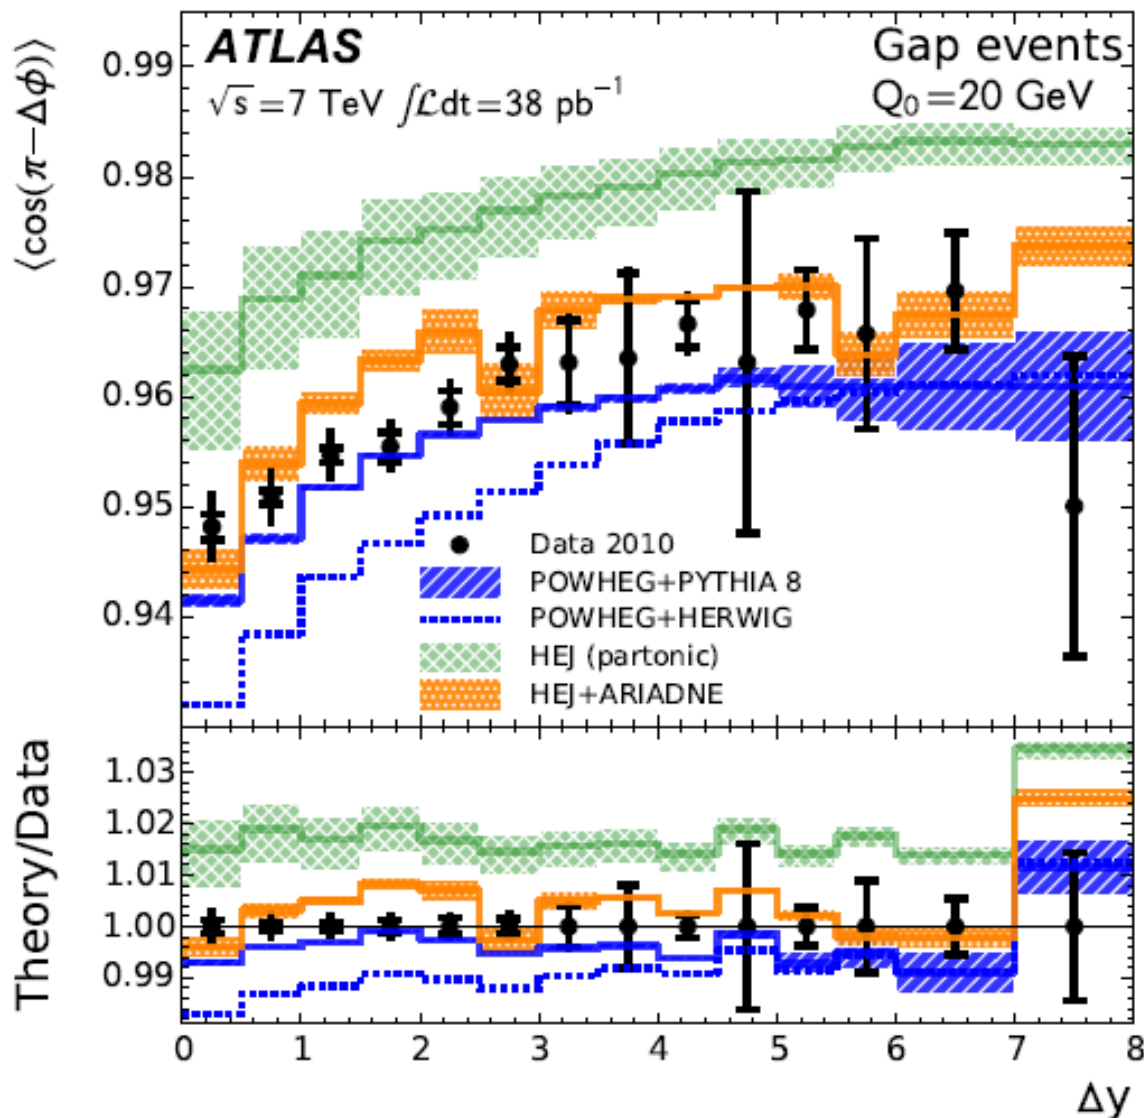 ATLAS
√s =7 TeV ∫ℒdt=38 pb⁻¹
Gap events
Q₀=20 GeV
⟨cos(π−Δϕ)⟩
0.99
0.98
0.97
0.96
0.95
0.94
Data 2010
POWHEG+PYTHIA 8
POWHEG+HERWIG
HEJ (partonic)
HEJ+ARIADNE
Theory/Data
1.03
1.02
1.01
1.00
0.99
0 1 2 3 4 5 6 7 8
Δy